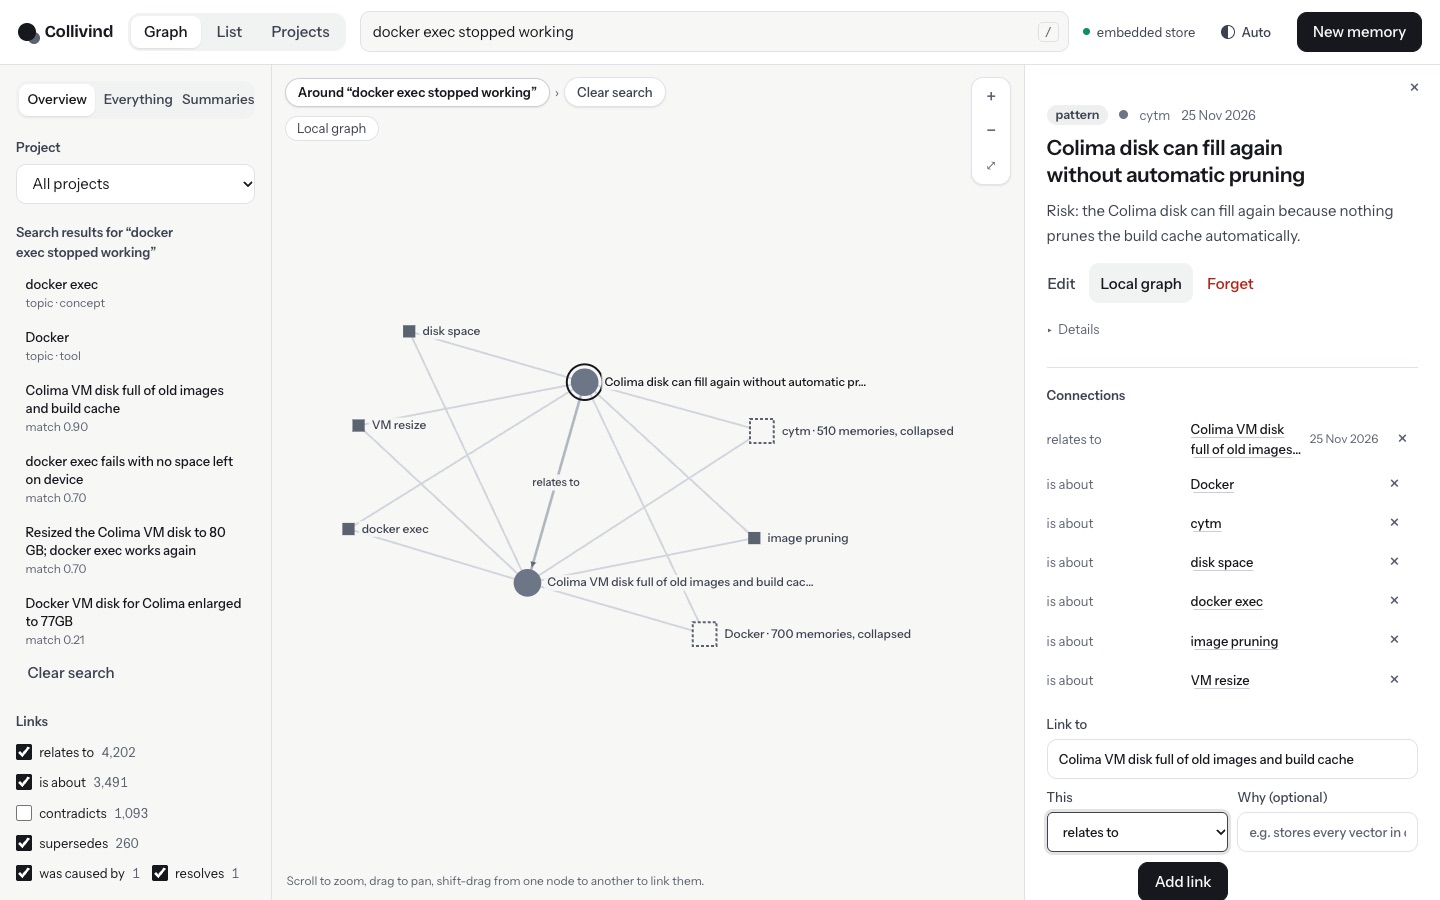 Collivind
Graph List Projects
docker exec stopped working /
embedded store
Auto
New memory
Overview Everything Summaries
Project
All projects
Search results for “docker
exec stopped working”
docker exec
topic · concept
Docker
topic · tool
Colima VM disk full of old images
and build cache
match 0.90
docker exec fails with no space left
on device
match 0.70
Resized the Colima VM disk to 80
GB; docker exec works again
match 0.70
Docker VM disk for Colima enlarged
to 77GB
match 0.21
Clear search
Links
relates to 4,202
is about 3,491
contradicts 1,093
supersedes 260
was caused by 1 resolves 1
Around “docker exec stopped working” › Clear search
Local graph
+
−
⤢
disk space
Colima disk can fill again without automatic pr...
VM resize
cytm · 510 memories, collapsed
relates to
docker exec
image pruning
Colima VM disk full of old images and build cac...
Docker · 700 memories, collapsed
Scroll to zoom, drag to pan, shift-drag from one node to another to link them.
×
pattern cytm 25 Nov 2026
Colima disk can fill again
without automatic pruning
Risk: the Colima disk can fill again because nothing
prunes the build cache automatically.
Edit Local graph Forget
▸ Details
Connections
relates to Colima VM disk
full of old images... 25 Nov 2026 ×
is about Docker ×
is about cytm ×
is about disk space ×
is about docker exec ×
is about image pruning ×
is about VM resize ×
Link to
Colima VM disk full of old images and build cache
This Why (optional)
relates to e.g. stores every vector in
Add link